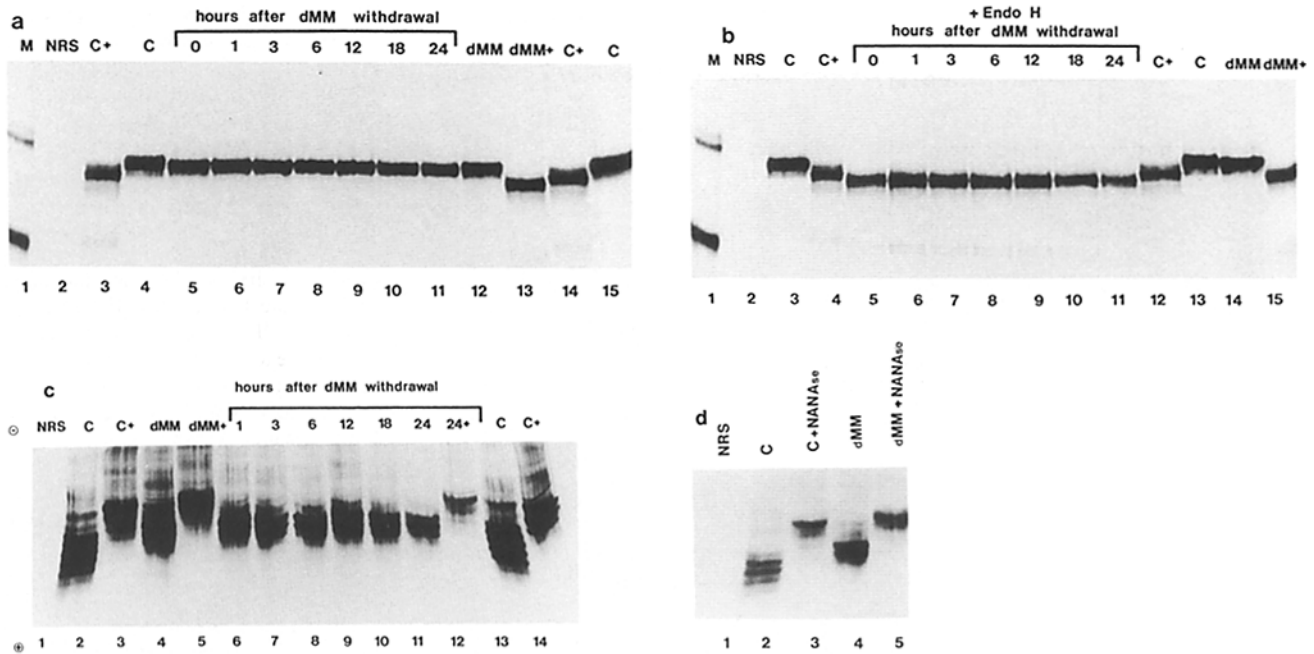 a
hours after dMM withdrawal
M NRS C+ C 0 1 3 6 12 18 24 dMM dMM+ C+ C
1 2 3 4 5 6 7 8 9 10 11 12 13 14 15
b
+ Endo H
hours after dMM withdrawal
M NRS C C+ 0 1 3 6 12 18 24 C+ C dMM dMM+
1 2 3 4 5 6 7 8 9 10 11 12 13 14 15
c
hours after dMM withdrawal
⊖ NRS C C+ dMM dMM+ 1 3 6 12 18 24 24+ C C+
⊕ 1 2 3 4 5 6 7 8 9 10 11 12 13 14
d
NRS C C+NANAse dMM dMM+NANAse
1 2 3 4 5